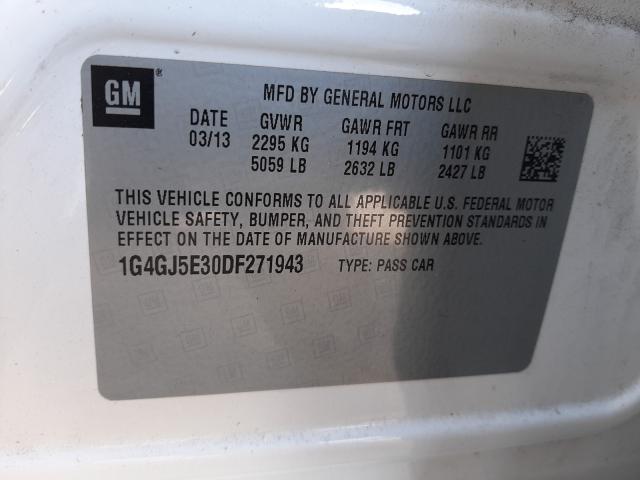 GM®
MFD BY GENERAL MOTORS LLC
DATE GVWR GAWR FRT GAWR RR
03/13 2295 KG 1194 KG 1101 KG
5059 LB 2632 LB 2427 LB
THIS VEHICLE CONFORMS TO ALL APPLICABLE U.S. FEDERAL MOTOR
VEHICLE SAFETY, BUMPER, AND THEFT PREVENTION STANDARDS IN
EFFECT ON THE DATE OF MANUFACTURE SHOWN ABOVE.
1G4GJ5E30DF271943 TYPE: PASS CAR